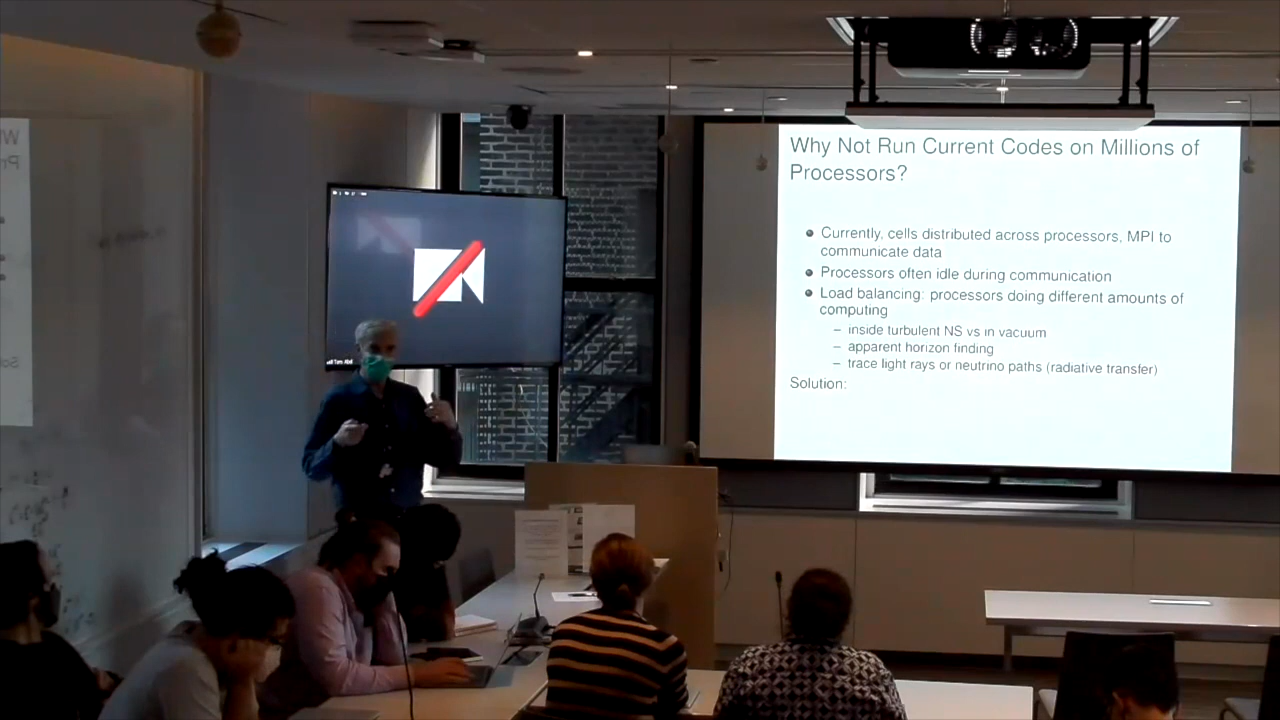 Why Not Run Current Codes on Millions of
Processors?
Currently, cells distributed across processors, MPI to
communicate data
Processors often idle during communication
Load balancing: processors doing different amounts of
computing
– inside turbulent NS vs in vacuum
– apparent horizon finding
– trace light rays or neutrino paths (radiative transfer)
Solution: